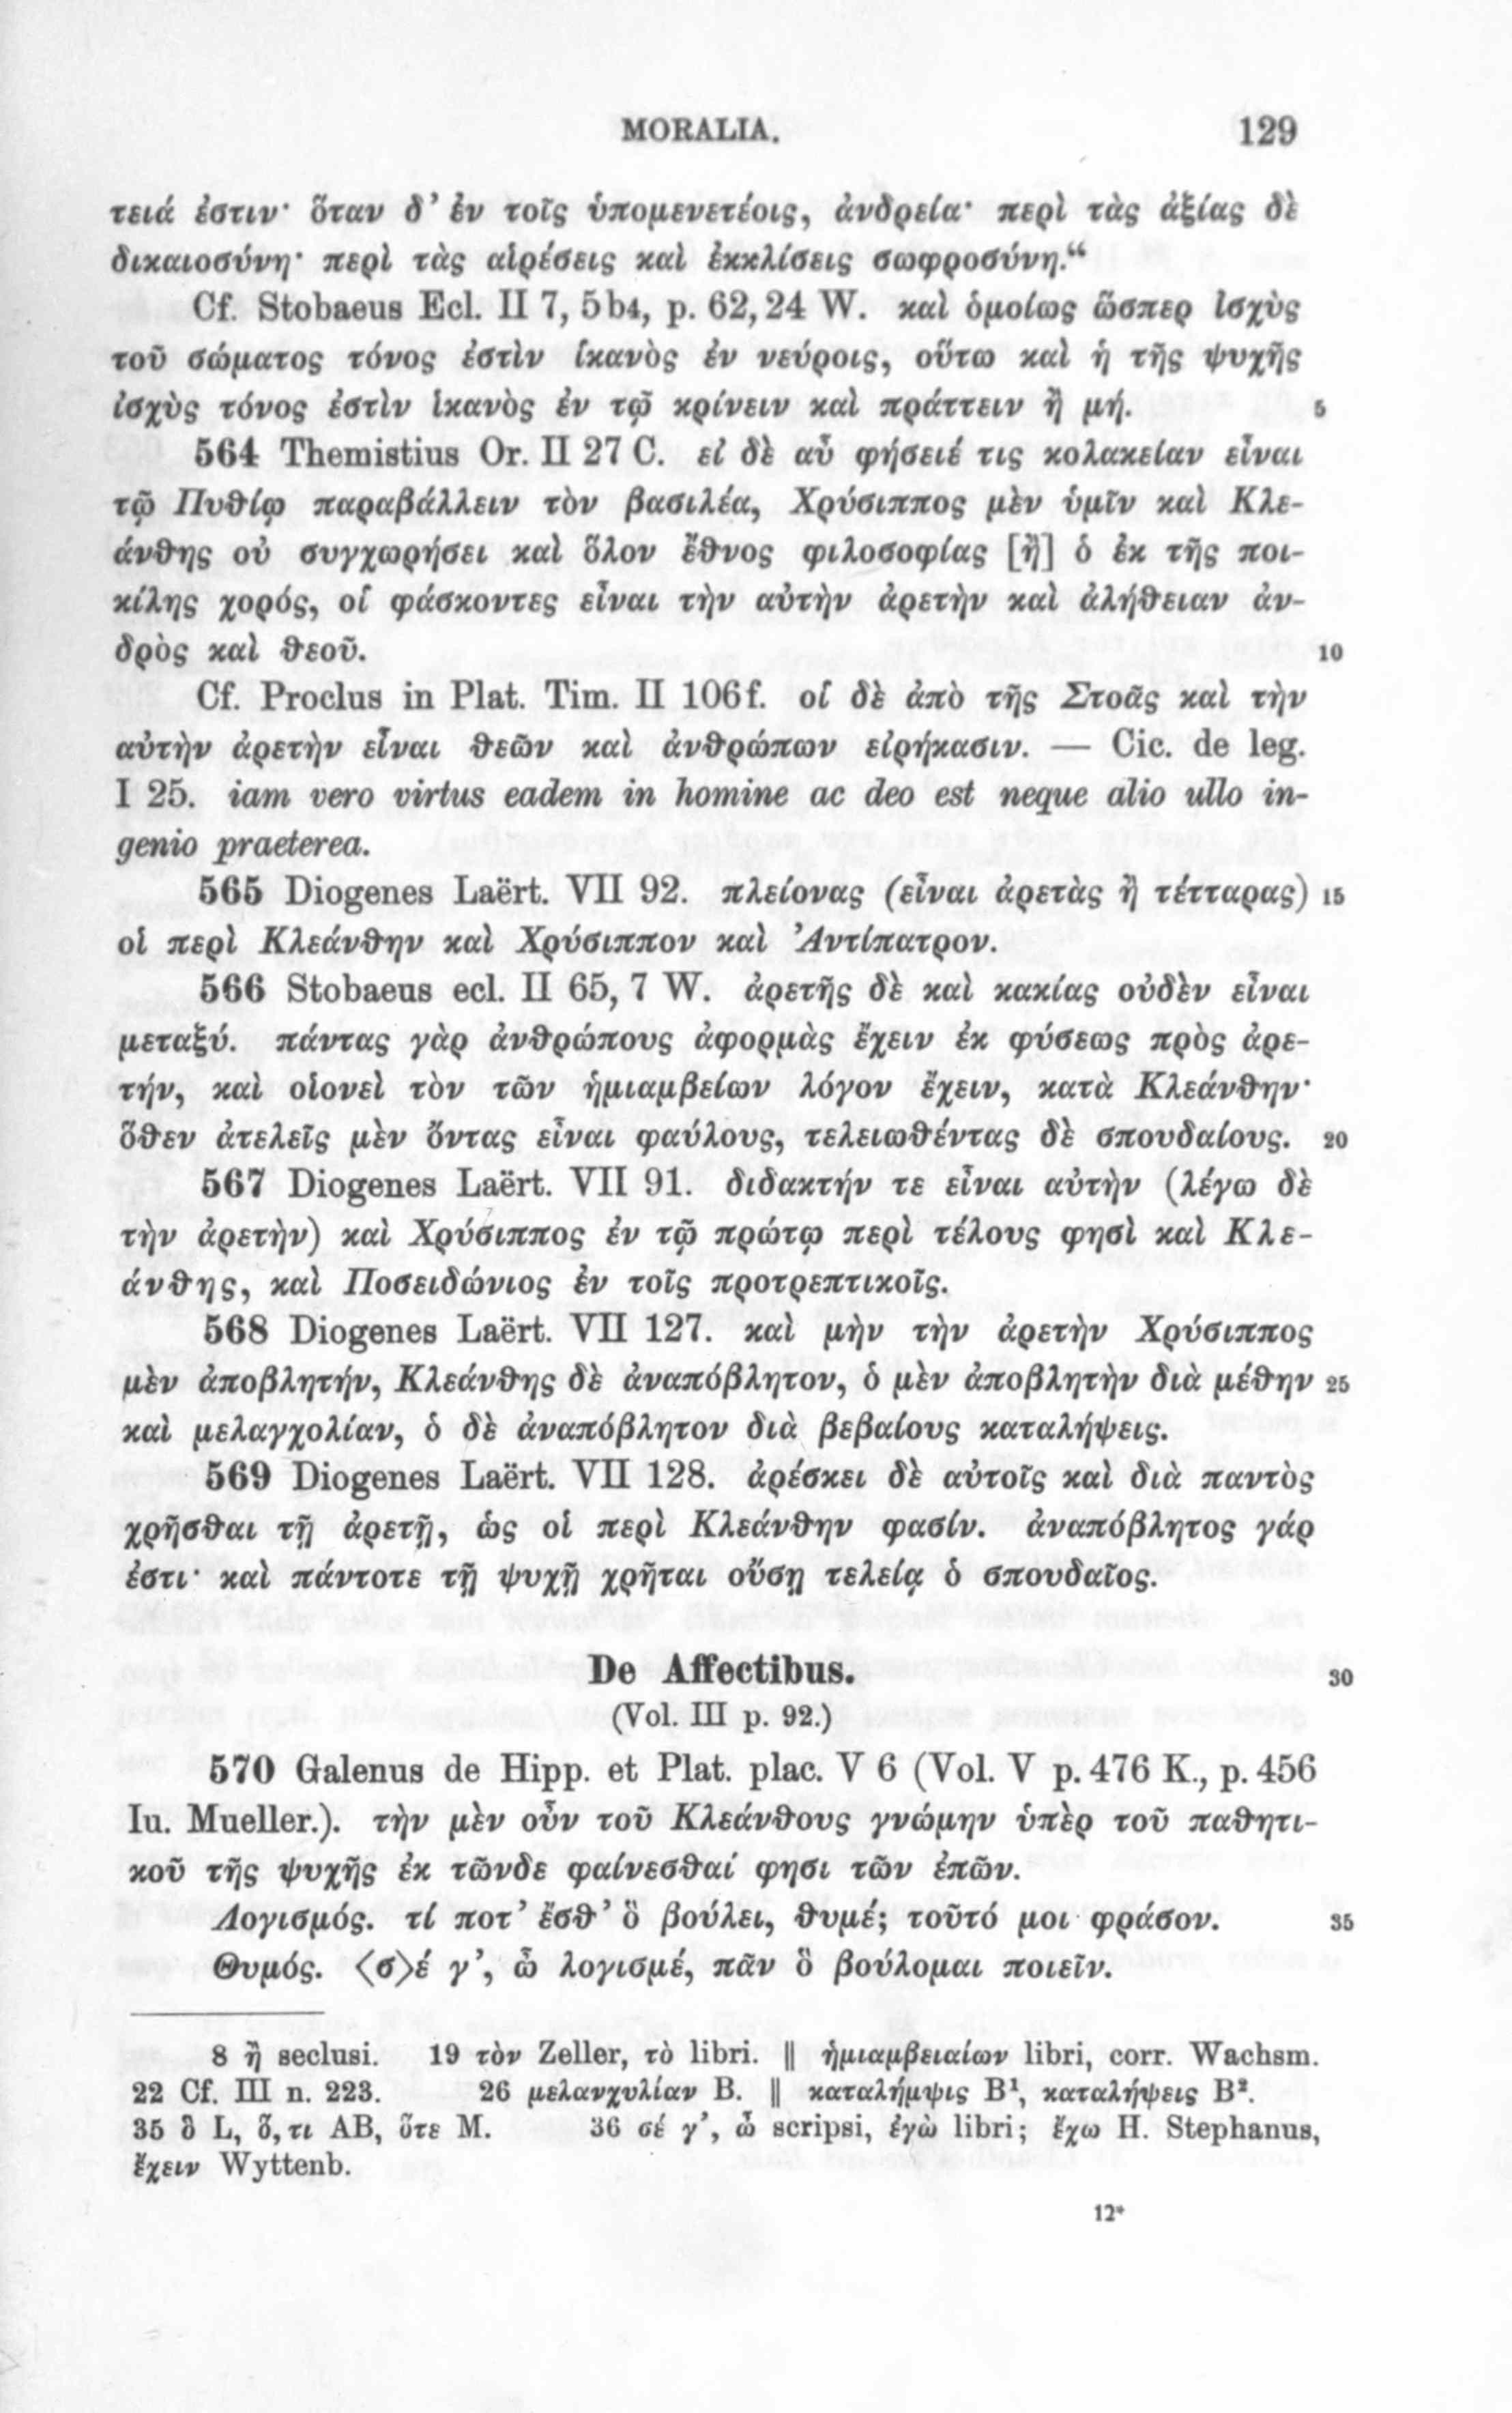 MORALIA. 129
τειά ἐστιν· ὅταν δ’ ἐν τοῖς ὑπομενετέοις, ἀνδρεία· περὶ τὰς ἀξίας δὲ
δικαιοσύνη· περὶ τὰς αἱρέσεις καὶ ἐκκλίσεις σωφροσύνη.“
Cf. Stobaeus Ecl. II 7, 5b4, p. 62,24 W. καὶ ὁμοίως ὥσπερ ἰσχὺς
τοῦ σώματος τόνος ἐστὶν ἱκανὸς ἐν νεύροις, οὕτω καὶ ἡ τῆς ψυχῆς
ἰσχὺς τόνος ἐστὶν ἱκανὸς ἐν τῷ κρίνειν καὶ πράττειν ἢ μή. 5
564 Themistius Or. II 27 C. εἰ δὲ αὖ φήσειέ τις κολακείαν εἶναι
τῷ Πυθίῳ παραβάλλειν τὸν βασιλέα, Χρύσιππος μὲν ὑμῖν καὶ Κλε-
άνθης οὐ συγχωρήσει καὶ ὅλον ἔθνος φιλοσοφίας [ἢ] ὁ ἐκ τῆς ποι-
κίλης χορός, οἱ φάσκοντες εἶναι τὴν αὐτὴν ἀρετὴν καὶ ἀλήθειαν ἀν-
δρὸς καὶ θεοῦ. 10
Cf. Proclus in Plat. Tim. II 106f. οἱ δὲ ἀπὸ τῆς Στοᾶς καὶ τὴν
αὐτὴν ἀρετὴν εἶναι θεῶν καὶ ἀνθρώπων εἰρήκασιν. — Cic. de leg.
I 25. iam vero virtus eadem in homine ac deo est neque alio ullo in-
genio praeterea.
565 Diogenes Laërt. VII 92. πλείονας (εἶναι ἀρετὰς ἢ τέτταρας) 15
οἱ περὶ Κλεάνθην καὶ Χρύσιππον καὶ Ἀντίπατρον.
566 Stobaeus ecl. II 65, 7 W. ἀρετῆς δὲ καὶ κακίας οὐδὲν εἶναι
μεταξύ. πάντας γὰρ ἀνθρώπους ἀφορμὰς ἔχειν ἐκ φύσεως πρὸς ἀρε-
τήν, καὶ οἱονεὶ τὸν τῶν ἡμιαμβείων λόγον ἔχειν, κατὰ Κλεάνθην·
ὅθεν ἀτελεῖς μὲν ὄντας εἶναι φαύλους, τελειωθέντας δὲ σπουδαίους. 20
567 Diogenes Laërt. VII 91. διδακτήν τε εἶναι αὐτὴν (λέγω δὲ
τὴν ἀρετὴν) καὶ Χρύσιππος ἐν τῷ πρώτῳ περὶ τέλους φησὶ καὶ Κλε-
άνθης, καὶ Ποσειδώνιος ἐν τοῖς προτρεπτικοῖς.
568 Diogenes Laërt. VII 127. καὶ μὴν τὴν ἀρετὴν Χρύσιππος
μὲν ἀποβλητήν, Κλεάνθης δὲ ἀναπόβλητον, ὁ μὲν ἀποβλητὴν διὰ μέθην 25
καὶ μελαγχολίαν, ὁ δὲ ἀναπόβλητον διὰ βεβαίους καταλήψεις.
569 Diogenes Laërt. VII 128. ἀρέσκει δὲ αὐτοῖς καὶ διὰ παντὸς
χρῆσθαι τῇ ἀρετῇ, ὡς οἱ περὶ Κλεάνθην φασίν. ἀναπόβλητος γάρ
ἐστι· καὶ πάντοτε τῇ ψυχῇ χρῆται οὔσῃ τελείᾳ ὁ σπουδαῖος.
De Affectibus. 30
(Vol. III p. 92.)
570 Galenus de Hipp. et Plat. plac. V 6 (Vol. V p. 476 K., p. 456
Iu. Mueller.). τὴν μὲν οὖν τοῦ Κλεάνθους γνώμην ὑπὲρ τοῦ παθητι-
κοῦ τῆς ψυχῆς ἐκ τῶνδε φαίνεσθαί φησι τῶν ἐπῶν.
Λογισμός. τί ποτ’ ἔσθ’ ὃ βούλει, θυμέ; τοῦτό μοι φράσον. 35
Θυμός. ⟨σ⟩έ γ’, ὦ λογισμέ, πᾶν ὃ βούλομαι ποιεῖν.
8 ἢ seclusi. 19 τὸν Zeller, τὸ libri. || ἡμιαμβειαίων libri, corr. Wachsm.
22 Cf. III n. 223. 26 μελανχυλίαν B. || καταλήμψις B¹, καταλήψεις B².
35 ὃ L, ὅ,τι AB, ὅτε M. 36 σέ γ’, ὦ scripsi, ἐγὼ libri; ἔχω H. Stephanus,
ἔχειν Wyttenb.
12*